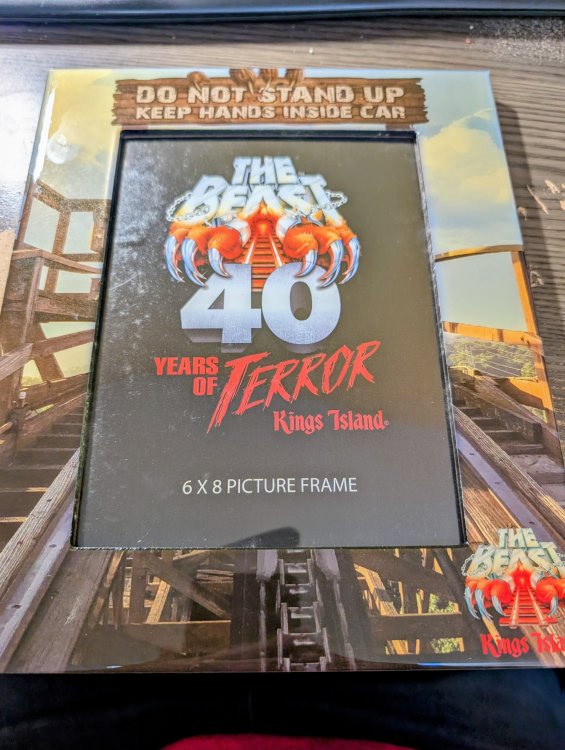 DO NOT STAND UP
KEEP HANDS INSIDE CAR
THE
BEAST
40
YEARS
OF
TERROR
Kings Island®
6 X 8 PICTURE FRAME
THE
BEAST
Kings Isla